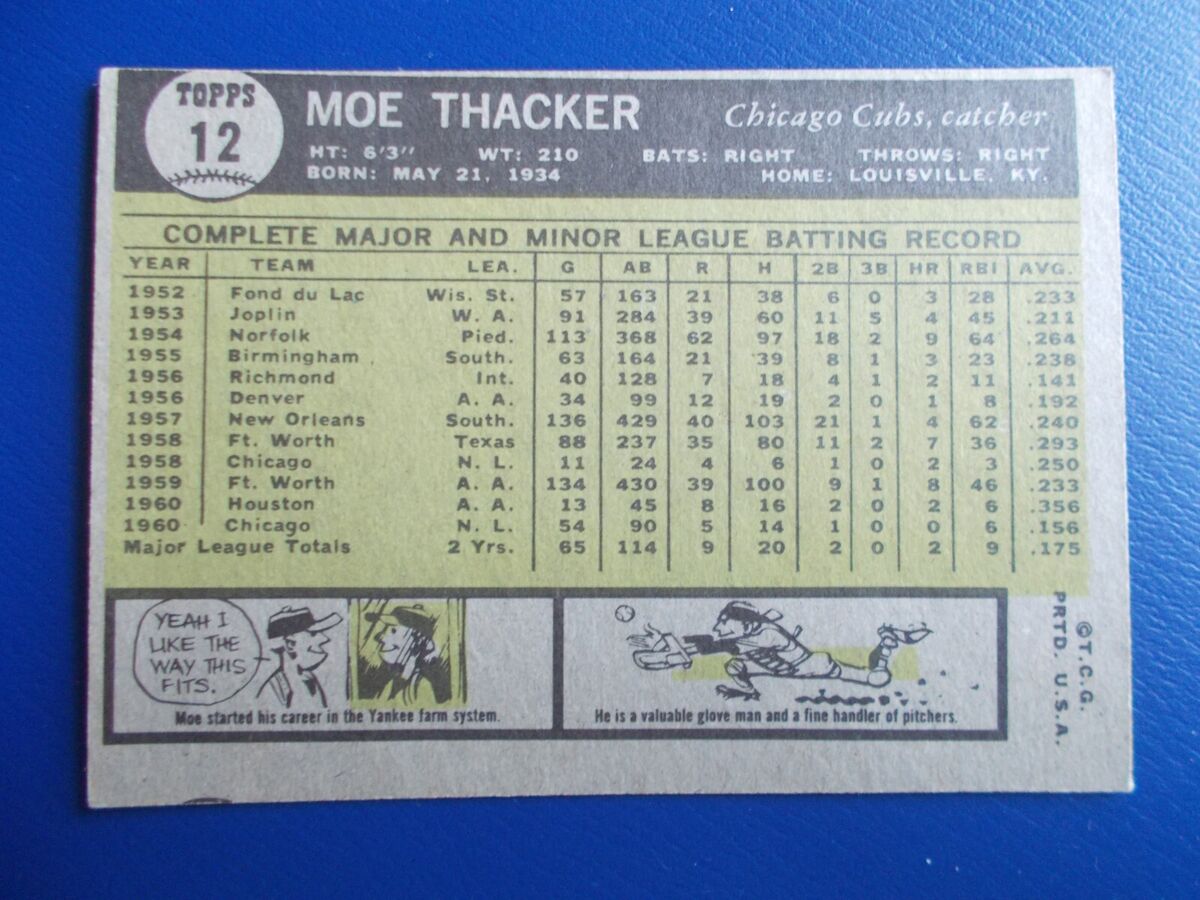 TOPPS
12
MOE THACKER Chicago Cubs, catcher
HT: 6'3" WT: 210 BATS: RIGHT THROWS: RIGHT
BORN: MAY 21, 1934 HOME: LOUISVILLE, KY.
COMPLETE MAJOR AND MINOR LEAGUE BATTING RECORD
YEAR TEAM LEA. G AB R H 2B 3B HR RBI AVG.
1952 Fond du Lac Wis. St. 57 163 21 38 6 0 3 28 .233
1953 Joplin W. A. 91 284 39 60 11 5 4 45 .211
1954 Norfolk Pied. 113 368 62 97 18 2 9 64 .264
1955 Birmingham South. 63 164 21 39 8 1 3 23 .238
1956 Richmond Int. 40 128 7 18 4 1 2 11 .141
1956 Denver A. A. 34 99 12 19 2 0 1 8 .192
1957 New Orleans South. 136 429 40 103 21 1 4 62 .240
1958 Ft. Worth Texas 88 237 35 80 11 2 7 36 .293
1958 Chicago N. L. 11 24 4 6 1 0 2 3 .250
1959 Ft. Worth A. A. 134 430 39 100 9 1 8 46 .233
1960 Houston A. A. 13 45 8 16 2 0 2 6 .356
1960 Chicago N. L. 54 90 5 14 1 0 0 6 .156
Major League Totals 2 Yrs. 65 114 9 20 2 0 2 9 .175
YEAH I
LIKE THE
WAY THIS
FITS.
Moe started his career in the Yankee farm system.
He is a valuable glove man and a fine handler of pitchers.
©T.C.G.
PRTD. U.S.A.